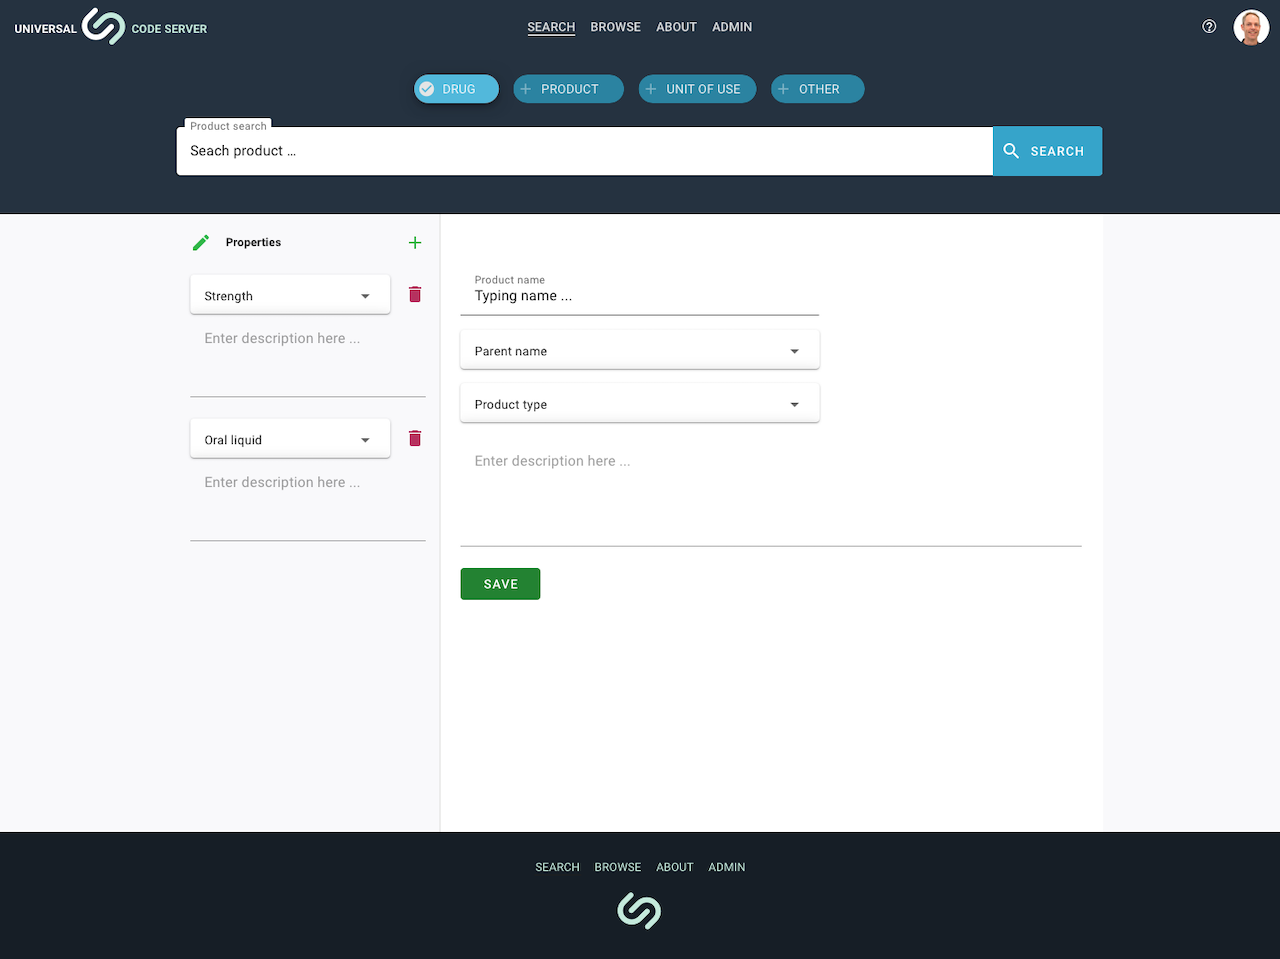 UNIVERSAL CODE SERVER
SEARCH BROWSE ABOUT ADMIN
DRUG PRODUCT UNIT OF USE OTHER
Product search
Seach product ...
SEARCH
Properties
Strength
Enter description here ...
Oral liquid
Enter description here ...
Product name
Typing name ...
Parent name
Product type
Enter description here ...
SAVE
SEARCH BROWSE ABOUT ADMIN